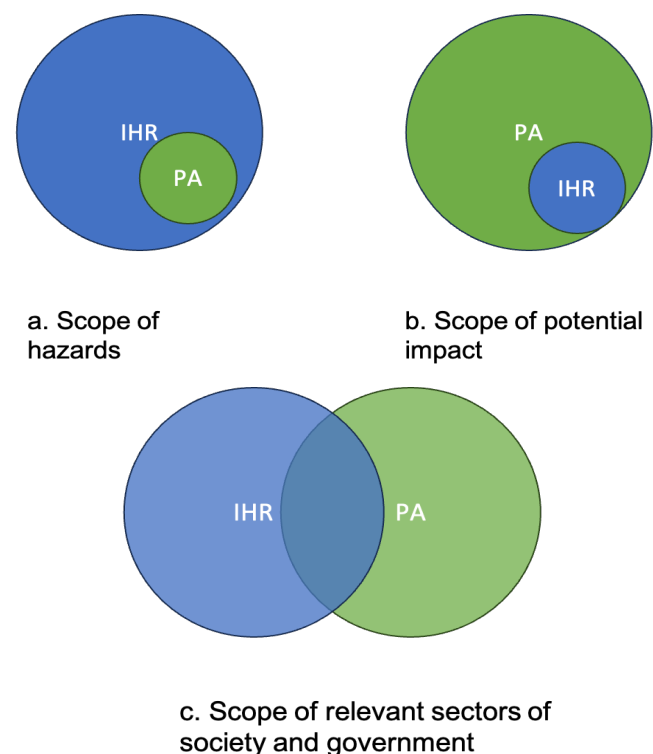 IHR
PA
a. Scope of
hazards
PA
IHR
b. Scope of potential
impact
IHR
PA
c. Scope of relevant sectors of
society and government